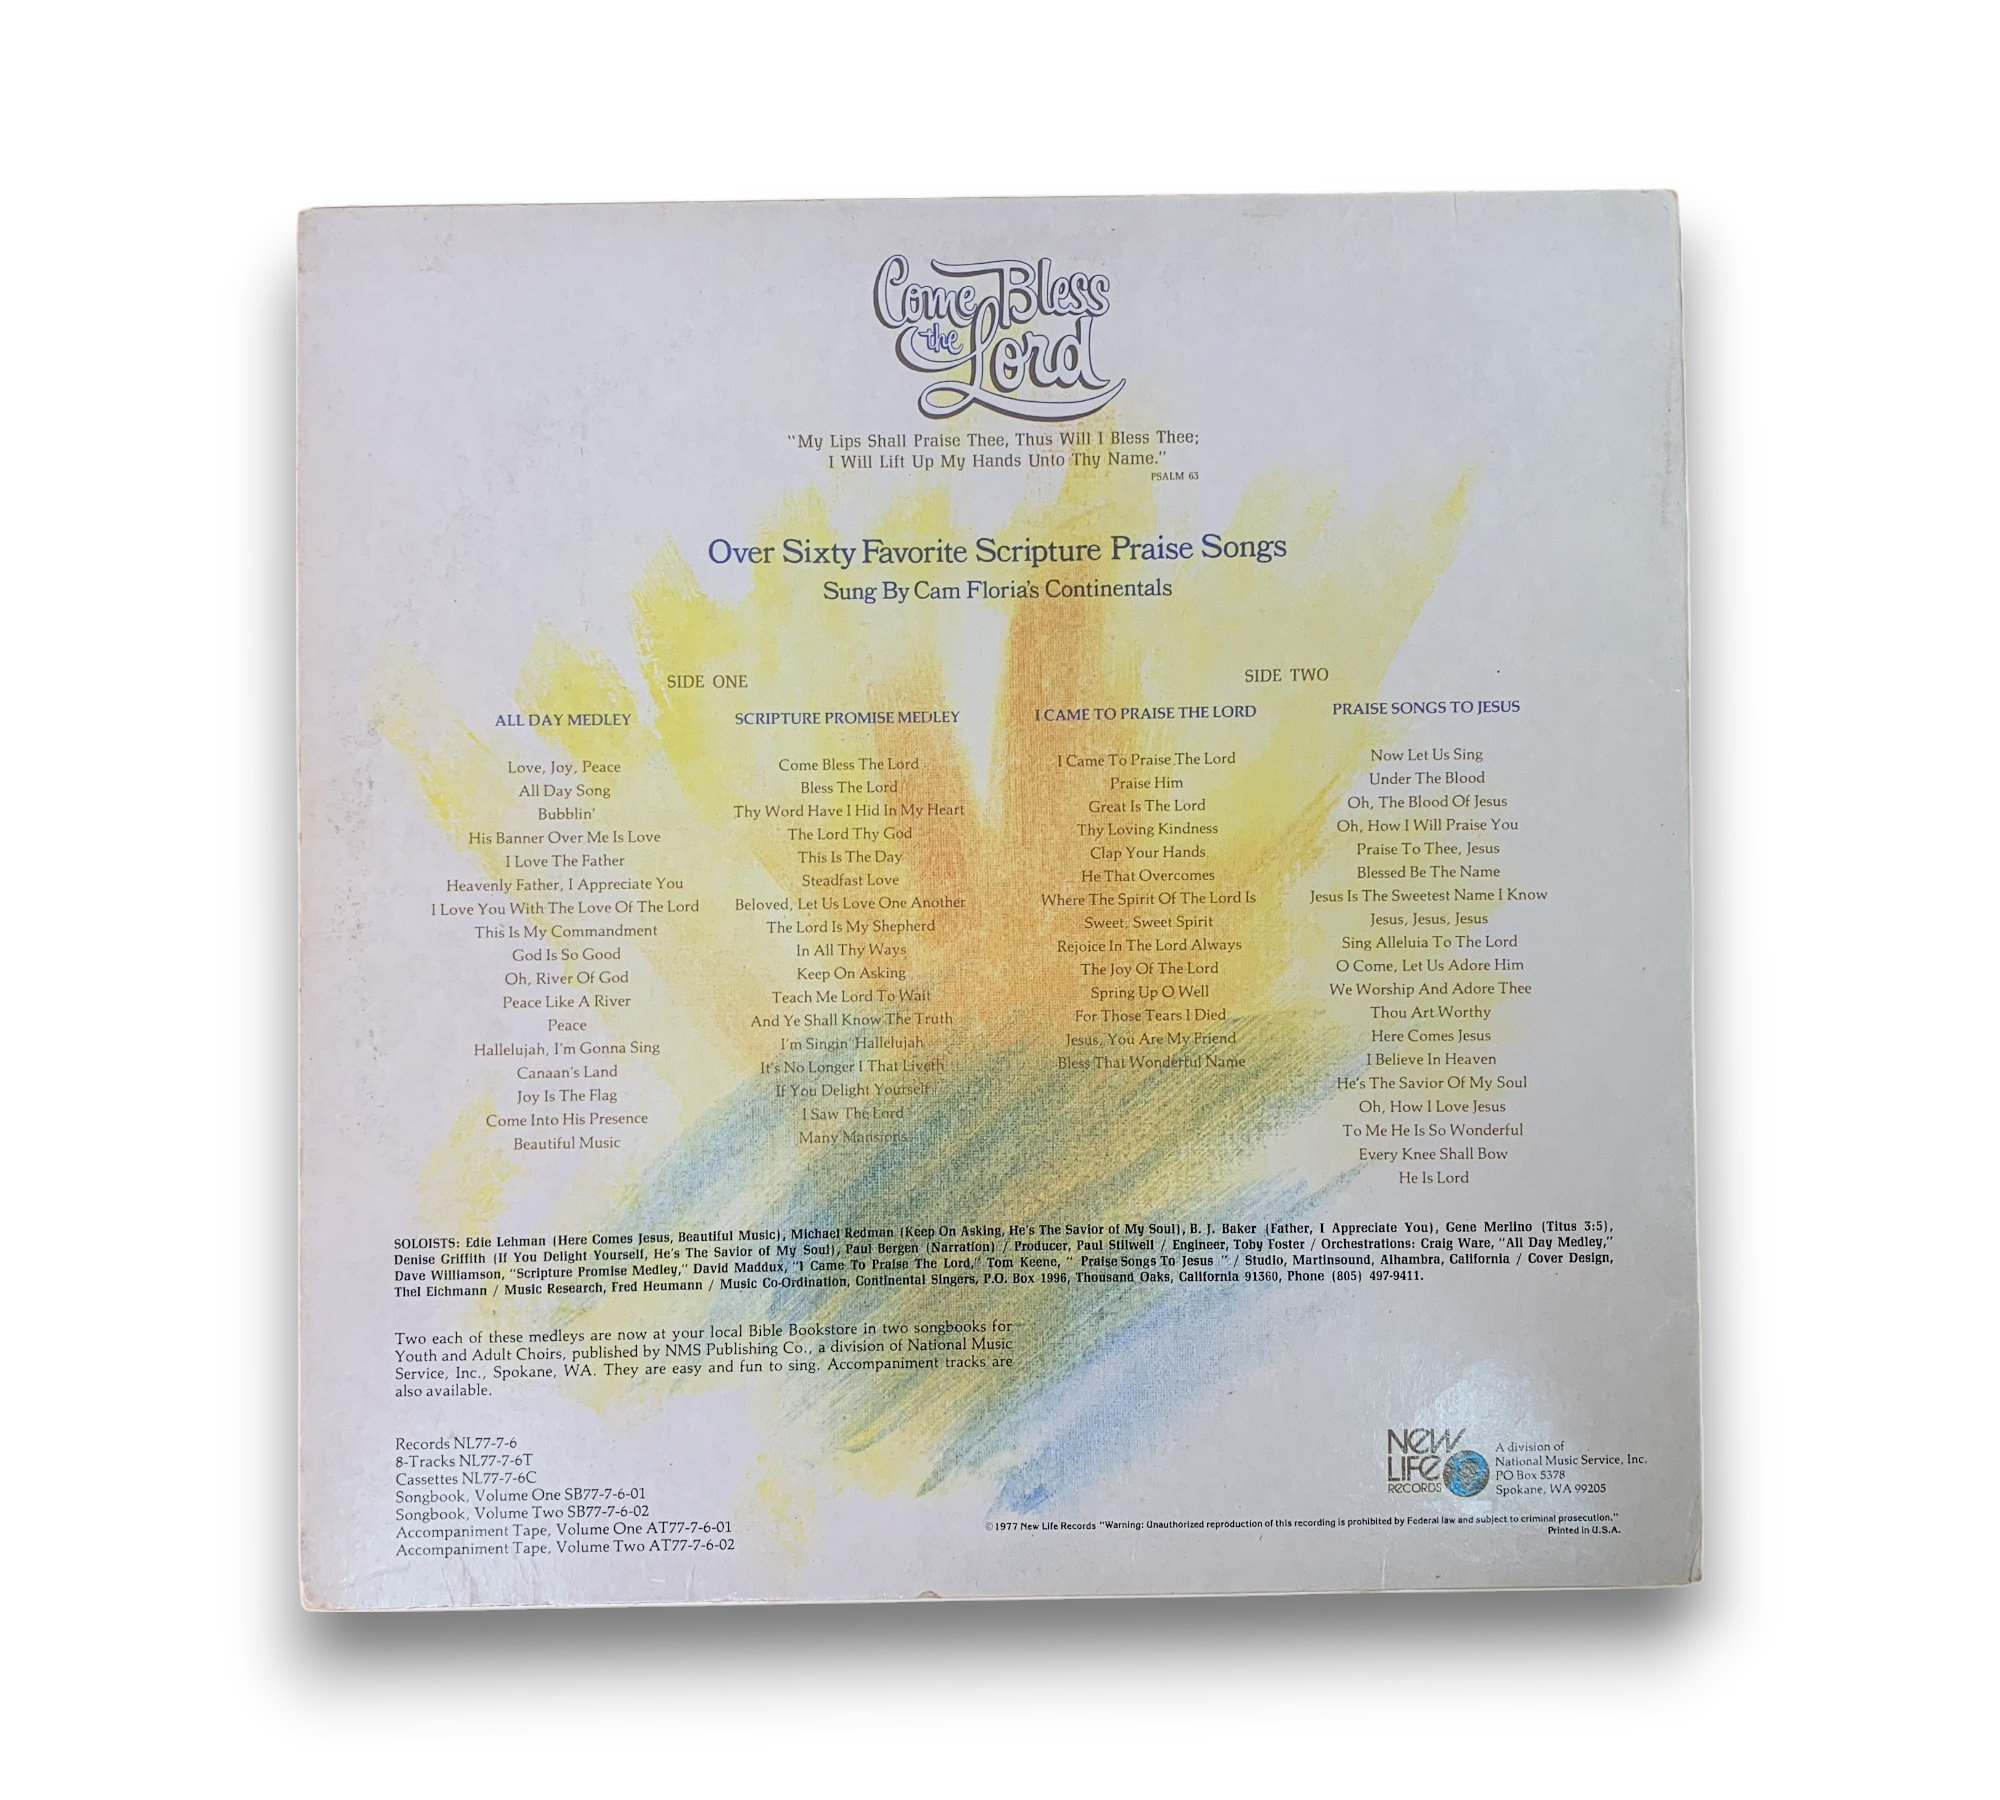 Come Bless
the Lord
"My Lips Shall Praise Thee, Thus Will I Bless Thee;
I Will Lift Up My Hands Unto Thy Name."
PSALM 63
Over Sixty Favorite Scripture Praise Songs
Sung By Cam Floria's Continentals
SIDE ONE
ALL DAY MEDLEY
Love, Joy, Peace
All Day Song
Bubblin'
His Banner Over Me Is Love
I Love The Father
Heavenly Father, I Appreciate You
I Love You With The Love Of The Lord
This Is My Commandment
God Is So Good
Oh, River Of God
Peace Like A River
Peace
Hallelujah, I'm Gonna Sing
Canaan's Land
Joy Is The Flag
Come Into His Presence
Beautiful Music
SCRIPTURE PROMISE MEDLEY
Come Bless The Lord
Bless The Lord
Thy Word Have I Hid In My Heart
The Lord Thy God
This Is The Day
Steadfast Love
Beloved, Let Us Love One Another
The Lord Is My Shepherd
In All Thy Ways
Keep On Asking
Teach Me Lord To Wait
And Ye Shall Know The Truth
I'm Singin' Hallelujah
It's No Longer I That Liveth
If You Delight Yourself
I Saw The Lord
Many Mansions
SIDE TWO
I CAME TO PRAISE THE LORD
I Came To Praise The Lord
Praise Him
Great Is The Lord
Thy Loving Kindness
Clap Your Hands
He That Overcomes
Where The Spirit Of The Lord Is
Sweet, Sweet Spirit
Rejoice In The Lord Always
The Joy Of The Lord
Spring Up O Well
For Those Tears I Died
Jesus, You Are My Friend
Bless That Wonderful Name
PRAISE SONGS TO JESUS
Now Let Us Sing
Under The Blood
Oh, The Blood Of Jesus
Oh, How I Will Praise You
Praise To Thee, Jesus
Blessed Be The Name
Jesus Is The Sweetest Name I Know
Jesus, Jesus, Jesus
Sing Alleluia To The Lord
O Come, Let Us Adore Him
We Worship And Adore Thee
Thou Art Worthy
Here Comes Jesus
I Believe In Heaven
He's The Savior Of My Soul
Oh, How I Love Jesus
To Me He Is So Wonderful
Every Knee Shall Bow
He Is Lord
SOLOISTS: Edie Lehman (Here Comes Jesus, Beautiful Music), Michael Redman (Keep On Asking, He's The Savior of My Soul), B. J. Baker (Father, I Appreciate You), Gene Merlino (Titus 3:5),
Denise Griffith (If You Delight Yourself, He's The Savior of My Soul), Paul Bergen (Narration) / Producer, Paul Stilwell / Engineer, Toby Foster / Orchestrations: Craig Ware, "All Day Medley,"
Dave Williamson, "Scripture Promise Medley," David Maddux, "I Came To Praise The Lord," Tom Keene, " Praise Songs To Jesus " / Studio, Martinsound, Alhambra, California / Cover Design,
Thel Eichmann / Music Research, Fred Heumann / Music Co-Ordination, Continental Singers, P.O. Box 1996, Thousand Oaks, California 91360, Phone (805) 497-9411.
Two each of these medleys are now at your local Bible Bookstore in two songbooks for
Youth and Adult Choirs, published by NMS Publishing Co., a division of National Music
Service, Inc., Spokane, WA. They are easy and fun to sing. Accompaniment tracks are
also available.
Records NL77-7-6
8-Tracks NL77-7-6T
Cassettes NL77-7-6C
Songbook, Volume One SB77-7-6-01
Songbook, Volume Two SB77-7-6-02
Accompaniment Tape, Volume One AT77-7-6-01
Accompaniment Tape, Volume Two AT77-7-6-02
NEW
LIFE
RECORDS
A division of
National Music Service, Inc.
PO Box 5378
Spokane, WA 99205
©1977 New Life Records "Warning: Unauthorized reproduction of this recording is prohibited by Federal law and subject to criminal prosecution."
Printed in U.S.A.